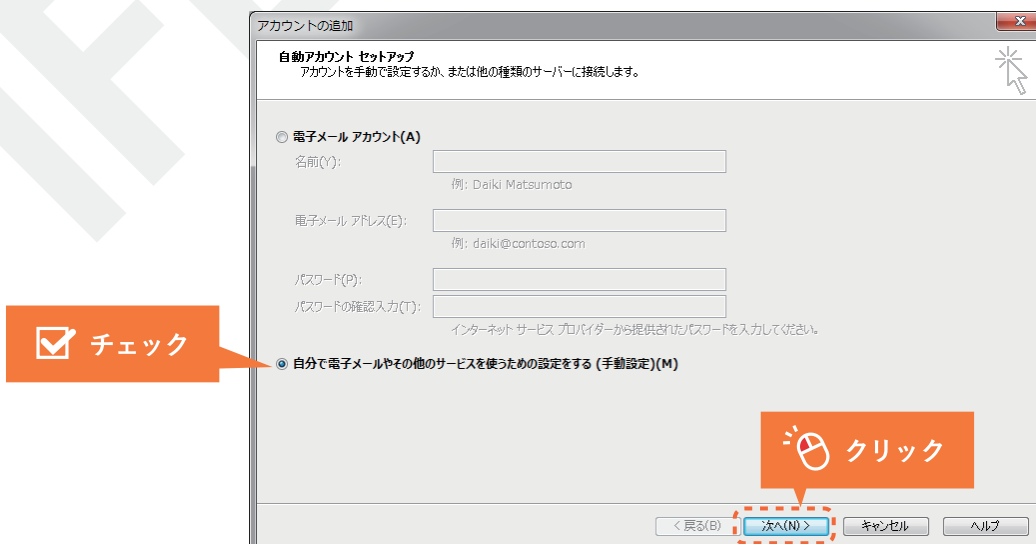 アカウントの追加
自動アカウント セットアップ
アカウントを手動で設定するか、または他の種類のサーバーに接続します。
電子メール アカウント(A)
名前(Y):
例: Daiki Matsumoto
電子メール アドレス(E):
例: daiki@contoso.com
パスワード(P):
パスワードの確認入力(T):
インターネット サービス プロバイダーから提供されたパスワードを入力してください。
チェック
自分で電子メールやその他のサービスを使うための設定をする (手動設定)(M)
クリック
< 戻る(B)
次へ(N) >
キャンセル
ヘルプ